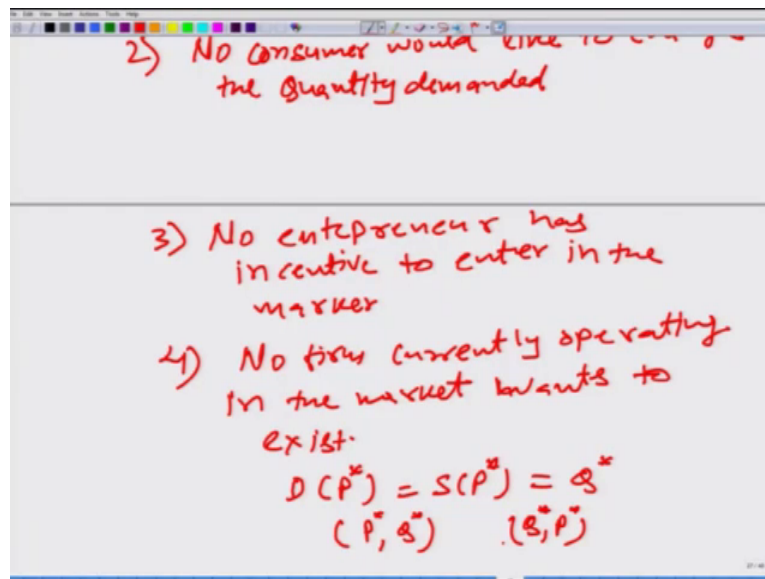 2) No consumer would like to
the Quantity demanded
3) No entepreneur has
incentive to enter in the
marker
4) No firm currently operating
in the market wants to
exist.
D(P*) = S(P*) = Q*
(P*, Q*) (Q*, P*)